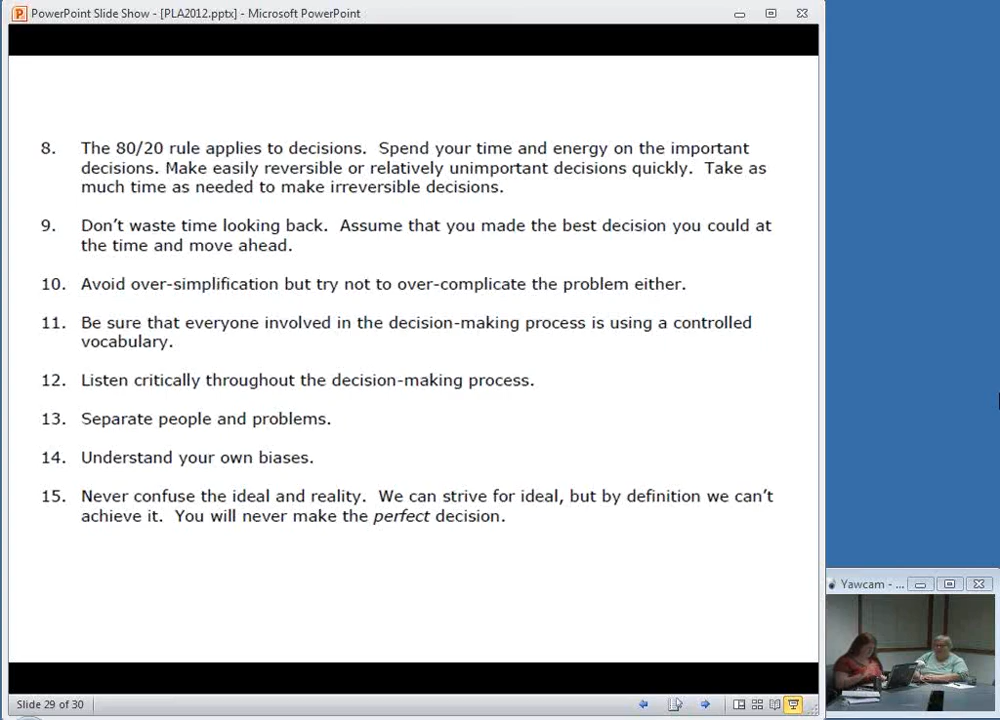 PowerPoint Slide Show - [PLA2012.pptx] - Microsoft PowerPoint
8. The 80/20 rule applies to decisions. Spend your time and energy on the important
decisions. Make easily reversible or relatively unimportant decisions quickly. Take as
much time as needed to make irreversible decisions.
9. Don't waste time looking back. Assume that you made the best decision you could at
the time and move ahead.
10. Avoid over-simplification but try not to over-complicate the problem either.
11. Be sure that everyone involved in the decision-making process is using a controlled
vocabulary.
12. Listen critically throughout the decision-making process.
13. Separate people and problems.
14. Understand your own biases.
15. Never confuse the ideal and reality. We can strive for ideal, but by definition we can't
achieve it. You will never make the perfect decision.
Yawcam - ...
Slide 29 of 30